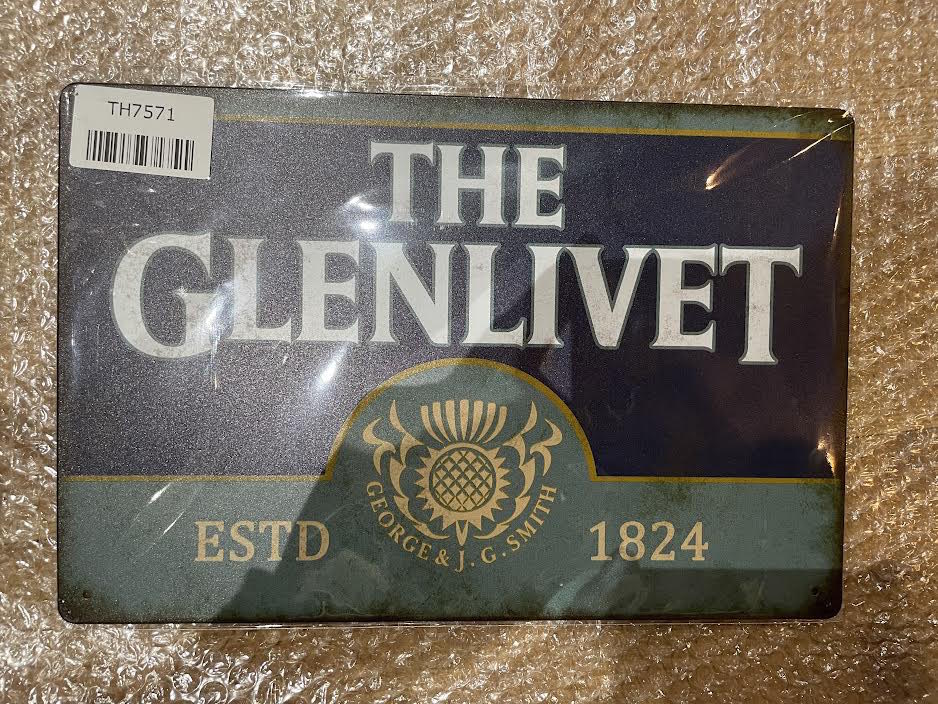 TH7571
THE
GLENLIVET
GEORGE & J. G. SMITH
ESTD 1824